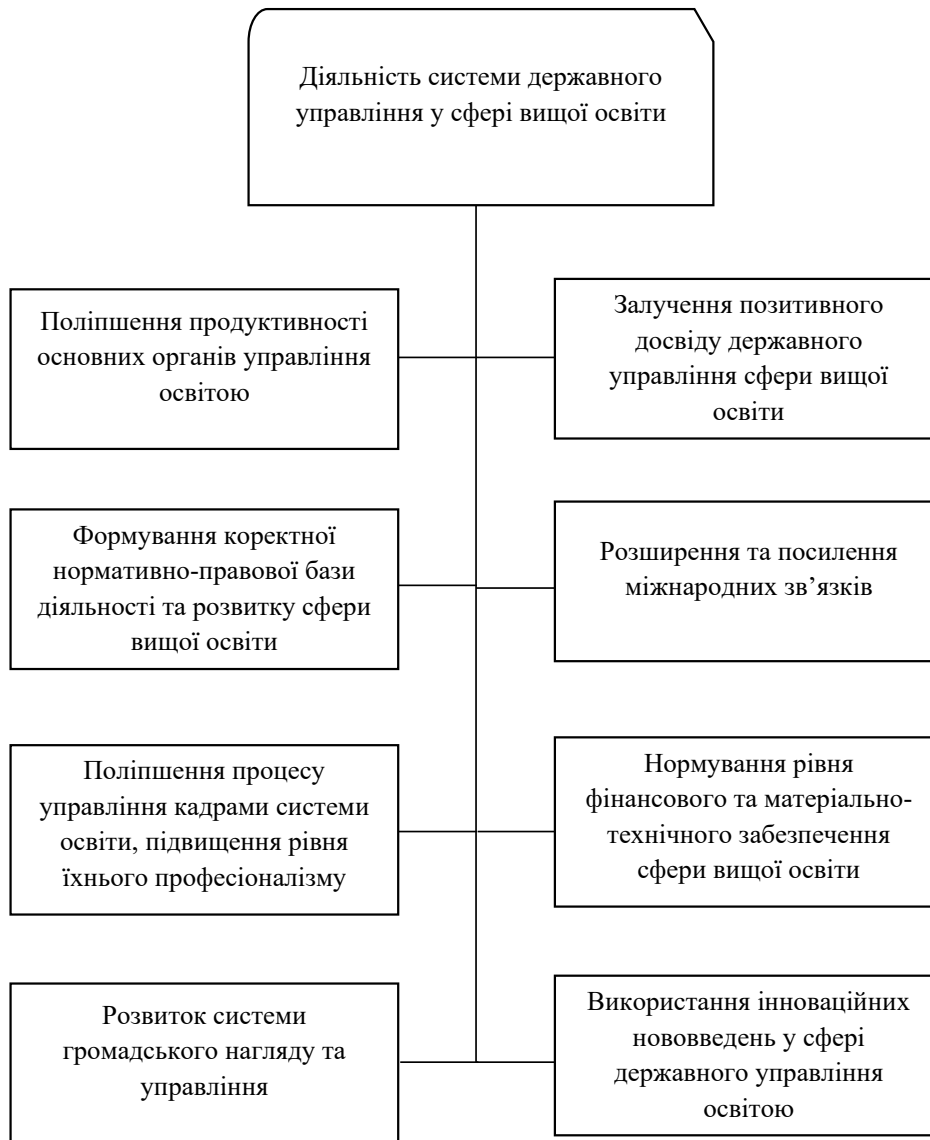 Діяльність системи державного
управління у сфері вищої освіти
Поліпшення продуктивності
основних органів управління
освітою
Залучення позитивного
досвіду державного
управління сфери вищої
освіти
Формування коректної
нормативно-правової бази
діяльності та розвитку сфери
вищої освіти
Розширення та посилення
міжнародних зв’язків
Поліпшення процесу
управління кадрами системи
освіти, підвищення рівня
їхнього професіоналізму
Нормування рівня
фінансового та матеріально-
технічного забезпечення
сфери вищої освіти
Розвиток системи
громадського нагляду та
управління
Використання інноваційних
нововведень у сфері
державного управління
освітою